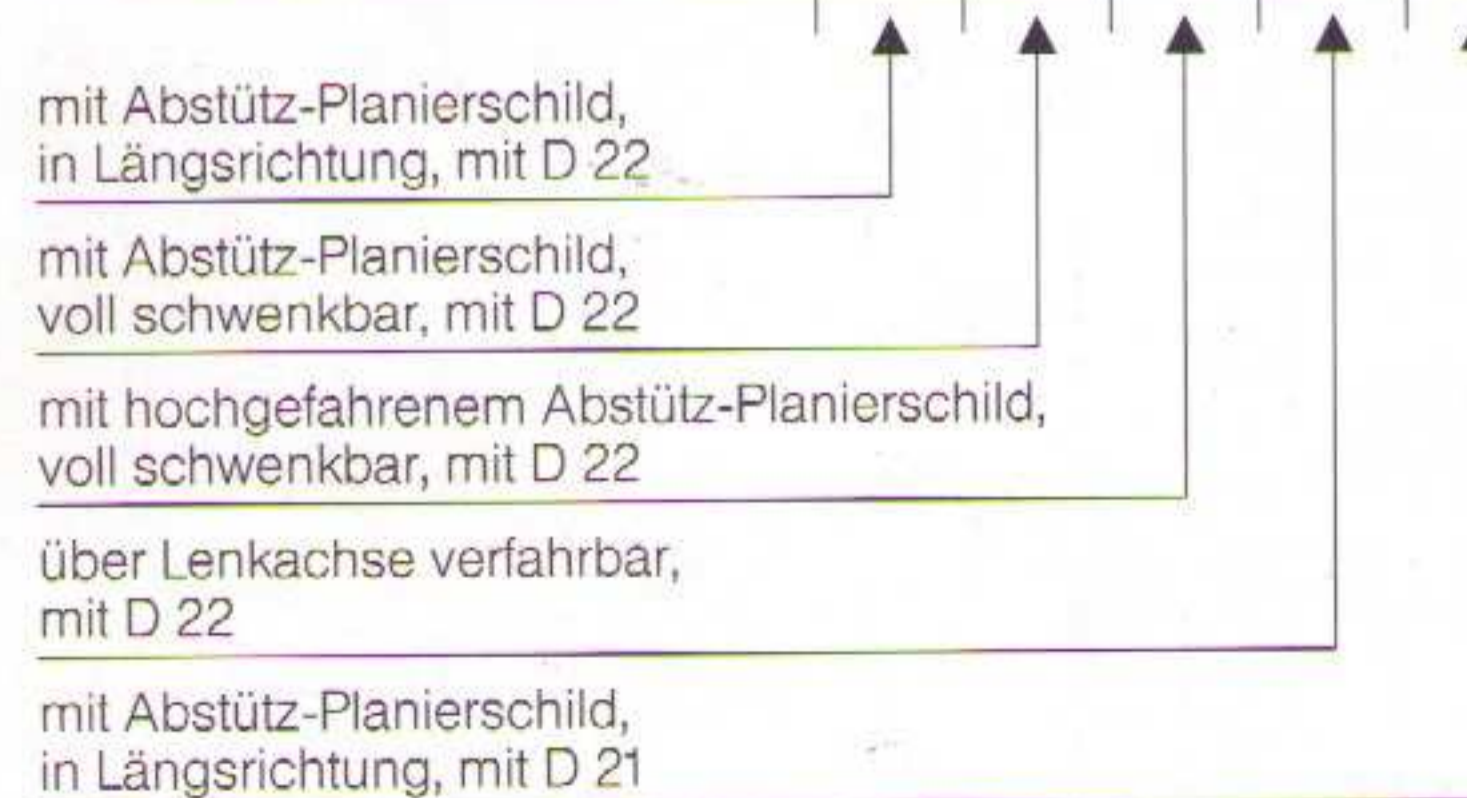 mit Abstütz-Planierschild,
in Längsrichtung, mit D 22
mit Abstütz-Planierschild,
voll schwenkbar, mit D 22
mit hochgefahrenem Abstütz-Planierschild,
voll schwenkbar, mit D 22
über Lenkachse verfahrbar,
mit D 22
mit Abstütz-Planierschild,
in Längsrichtung, mit D 21